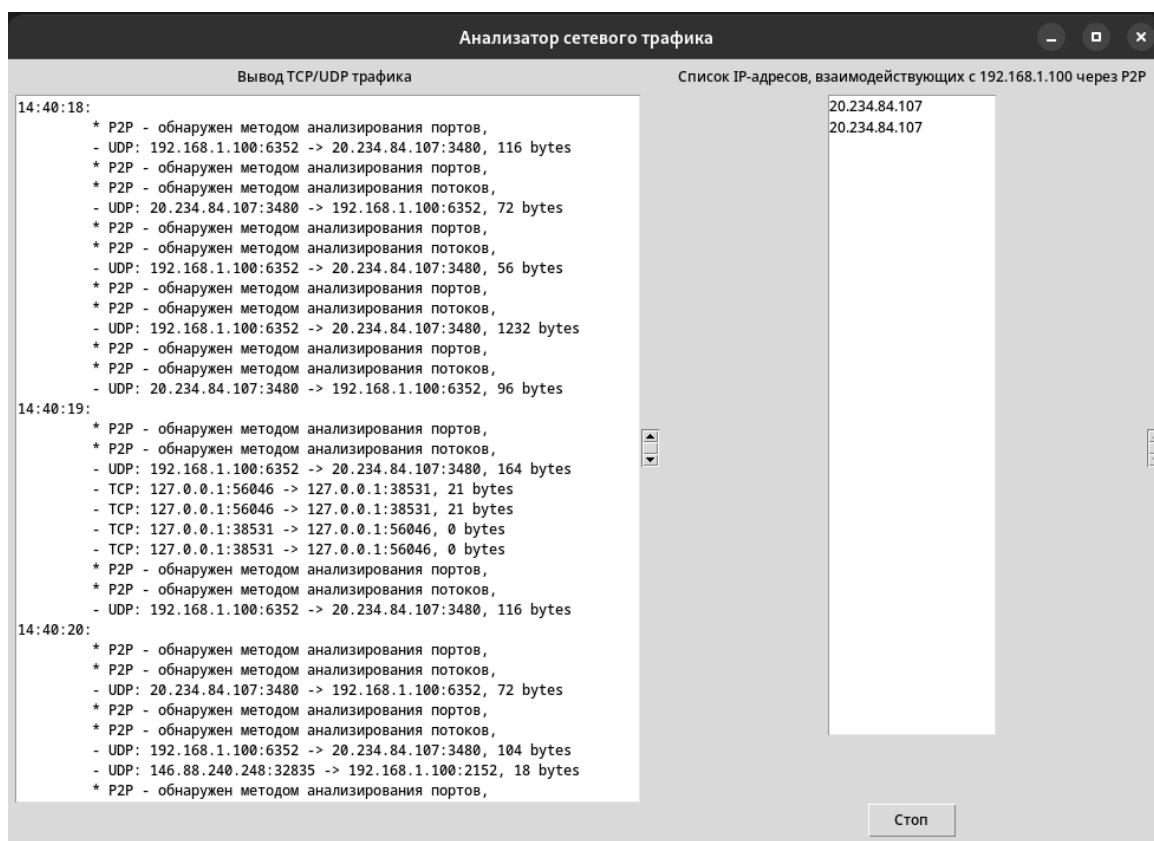 Анализатор сетевого трафика
Вывод TCP/UDP трафика
14:40:18:
* P2P - обнаружен методом анализирования портов,
- UDP: 192.168.1.100:6352 -> 20.234.84.107:3480, 116 bytes
* P2P - обнаружен методом анализирования портов,
* P2P - обнаружен методом анализирования потоков,
- UDP: 20.234.84.107:3480 -> 192.168.1.100:6352, 72 bytes
* P2P - обнаружен методом анализирования портов,
* P2P - обнаружен методом анализирования потоков,
- UDP: 192.168.1.100:6352 -> 20.234.84.107:3480, 56 bytes
* P2P - обнаружен методом анализирования портов,
* P2P - обнаружен методом анализирования потоков,
- UDP: 192.168.1.100:6352 -> 20.234.84.107:3480, 1232 bytes
* P2P - обнаружен методом анализирования портов,
* P2P - обнаружен методом анализирования потоков,
- UDP: 20.234.84.107:3480 -> 192.168.1.100:6352, 96 bytes
14:40:19:
* P2P - обнаружен методом анализирования портов,
* P2P - обнаружен методом анализирования потоков,
- UDP: 192.168.1.100:6352 -> 20.234.84.107:3480, 164 bytes
- TCP: 127.0.0.1:56046 -> 127.0.0.1:38531, 21 bytes
- TCP: 127.0.0.1:56046 -> 127.0.0.1:38531, 21 bytes
- TCP: 127.0.0.1:38531 -> 127.0.0.1:56046, 0 bytes
- TCP: 127.0.0.1:38531 -> 127.0.0.1:56046, 0 bytes
* P2P - обнаружен методом анализирования портов,
* P2P - обнаружен методом анализирования потоков,
- UDP: 192.168.1.100:6352 -> 20.234.84.107:3480, 116 bytes
14:40:20:
* P2P - обнаружен методом анализирования портов,
* P2P - обнаружен методом анализирования потоков,
- UDP: 20.234.84.107:3480 -> 192.168.1.100:6352, 72 bytes
* P2P - обнаружен методом анализирования портов,
* P2P - обнаружен методом анализирования потоков,
- UDP: 192.168.1.100:6352 -> 20.234.84.107:3480, 104 bytes
- UDP: 146.88.240.248:32835 -> 192.168.1.100:2152, 18 bytes
* P2P - обнаружен методом анализирования портов,
Список IP-адресов, взаимодействующих с 192.168.1.100 через P2P
20.234.84.107
20.234.84.107
Стоп